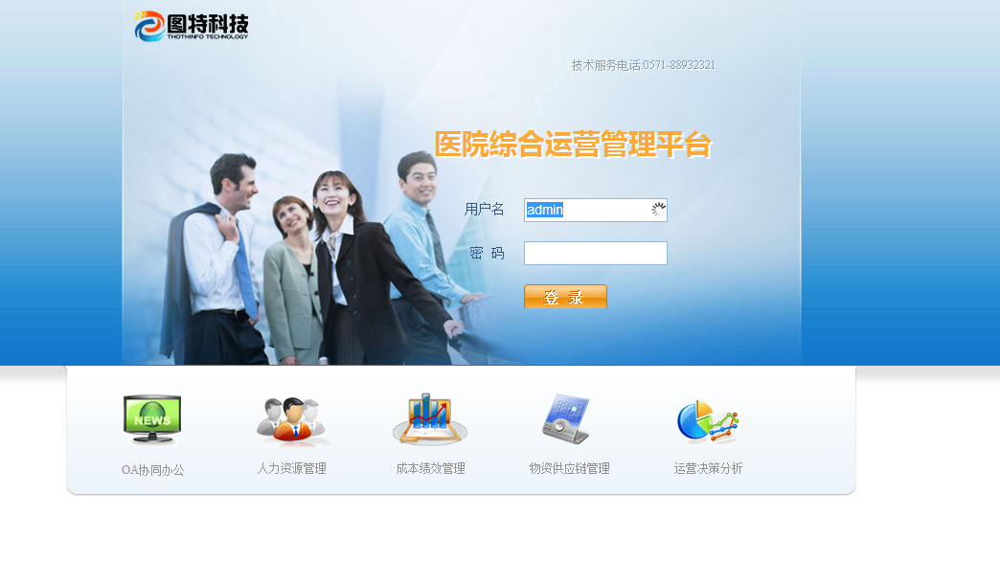 图特科技
THOTHINFO TECHNOLOGY
技术服务电话:0571-88932321
医院综合运营管理平台
用户名 admin
密 码
登 录
NEWS
OA协同办公 人力资源管理 成本绩效管理 物资供应链管理 运营决策分析